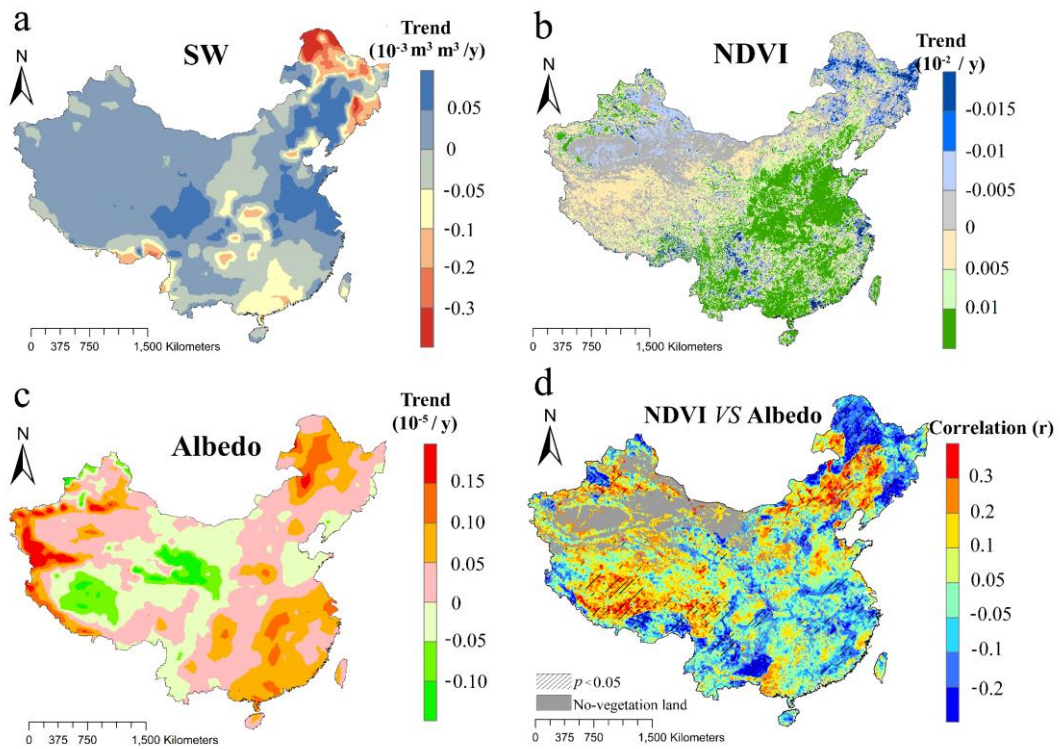 a
SW
N
Trend
(10-3 m3 m3 /y)
0.05
0
-0.05
-0.1
-0.2
-0.3
0 375 750 1,500 Kilometers
b
NDVI
N
Trend
(10-2 / y)
-0.015
-0.01
-0.005
0
0.005
0.01
0 375 750 1,500 Kilometers
c
Albedo
N
Trend
(10-5 / y)
0.15
0.10
0.05
0
-0.05
-0.10
0 375 750 1,500 Kilometers
d
NDVI VS Albedo
N
Correlation (r)
0.3
0.2
0.1
0.05
-0.05
-0.1
-0.2
p<0.05
No-vegetation land
0 375 750 1,500 Kilometers